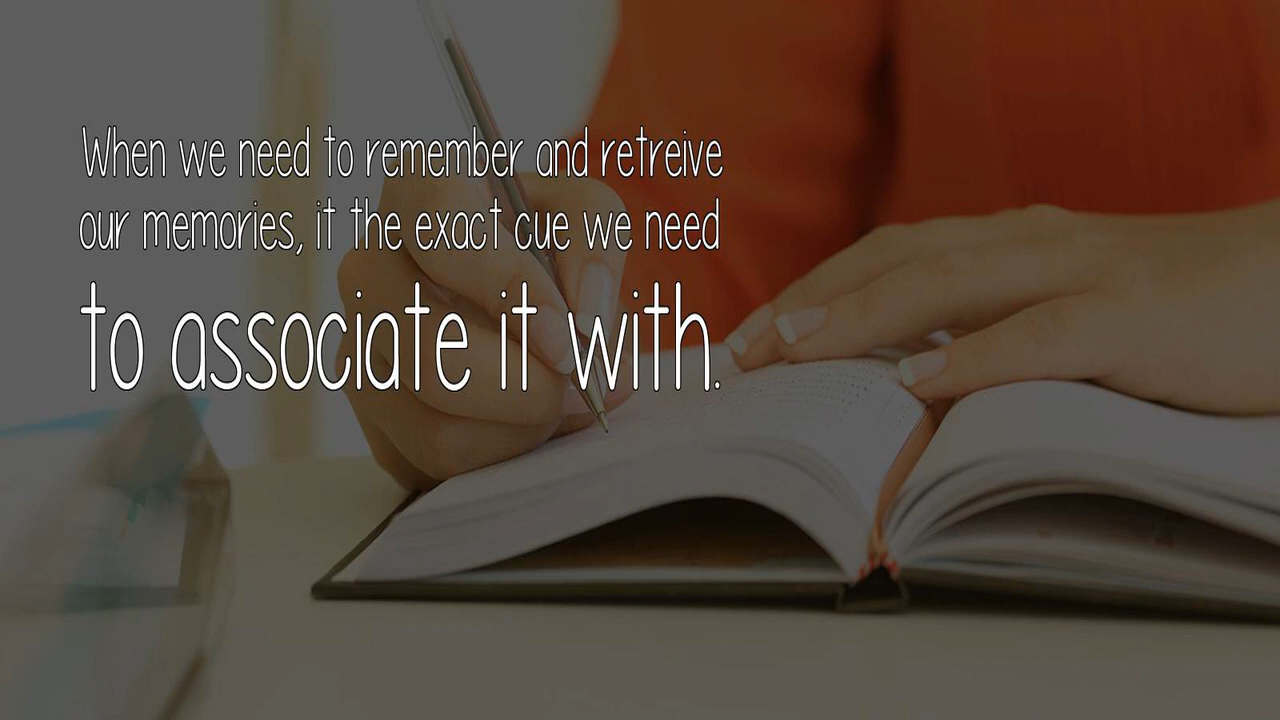 When we need to remember and retreive
our memories, it the exact cue we need
to associate it with.